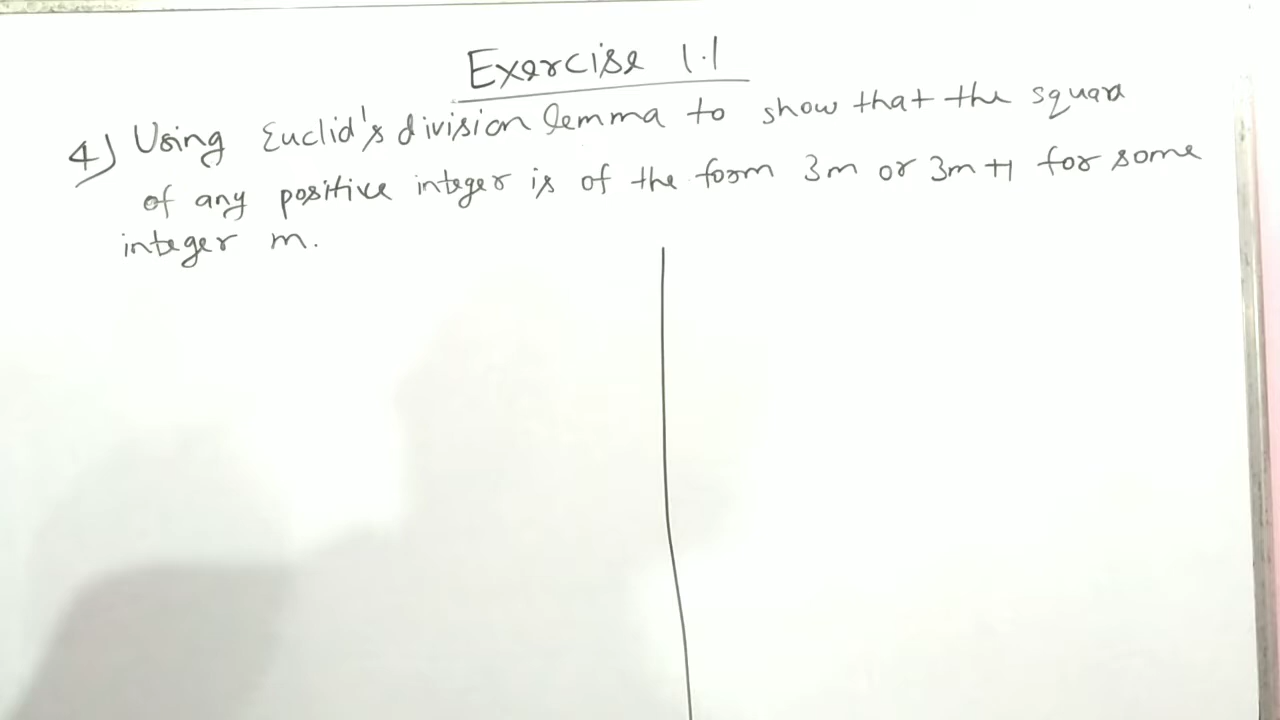 Exercise 1.1
4) Using Euclid's division lemma to show that the square
of any positive integer is of the form 3m or 3m+1 for some
integer m.